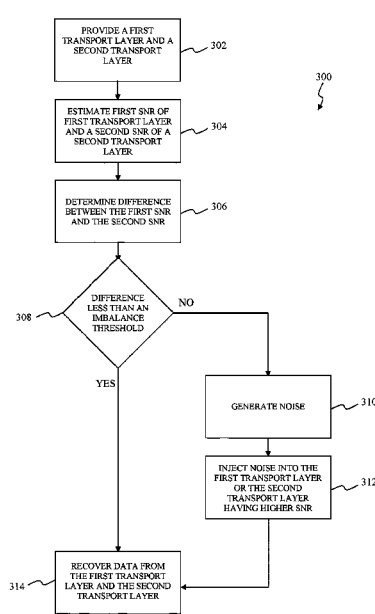 PROVIDE A FIRST
TRANSPORT LAYER AND A
SECOND TRANSPORT
LAYER
302
300
ESTIMATE FIRST SNR OF
FIRST TRANSPORT LAYER
AND A SECOND SNR OF A
SECOND TRANSPORT
LAYER
304
DETERMINE DIFFERENCE
BETWEEN THE FIRST SNR
AND THE SECOND SNR
306
DIFFERENCE
LESS THAN AN
IMBALANCE
THRESHOLD
308
NO
YES
GENERATE NOISE
310
INJECT NOISE INTO THE
FIRST TRANSPORT LAYER
OR THE SECOND
TRANSPORT LAYER
HAVING HIGHER SNR
312
RECOVER DATA FROM
THE FIRST TRANSPORT
LAYER AND THE SECOND
TRANSPORT LAYER
314